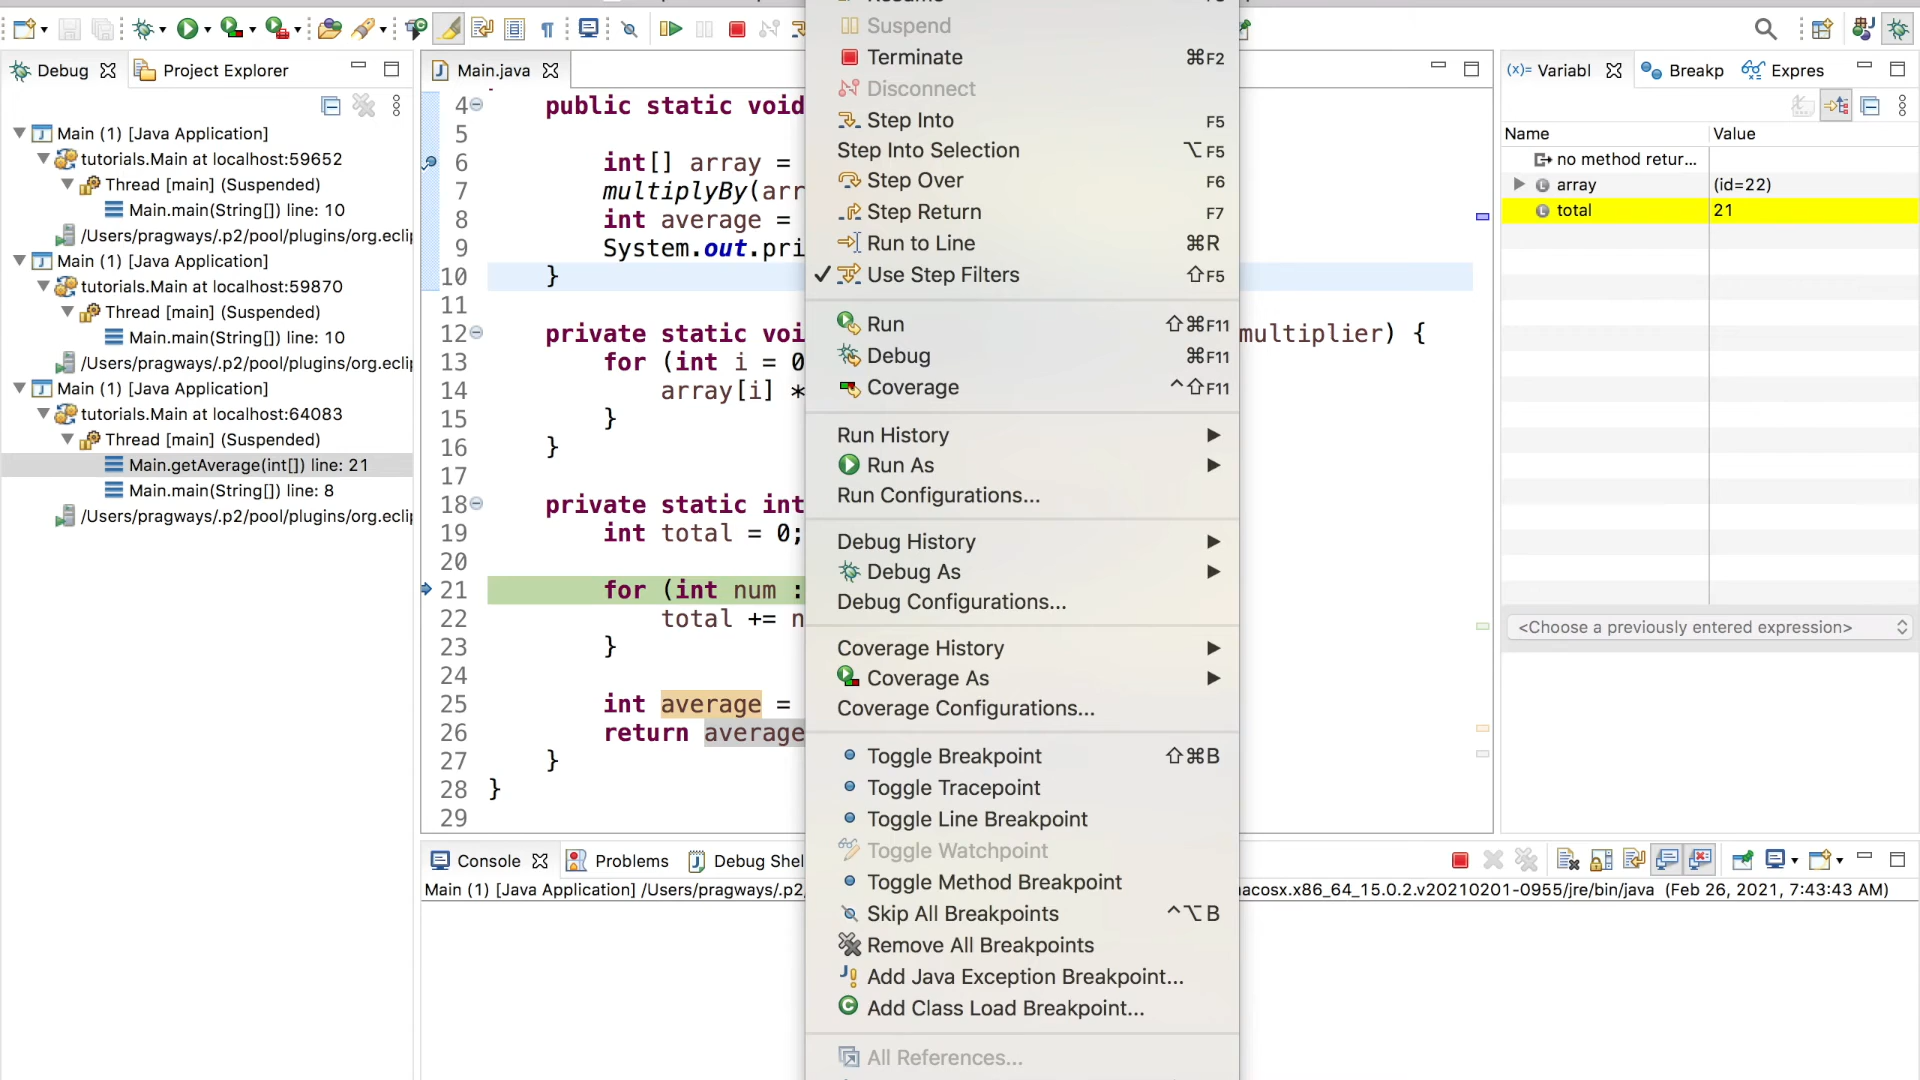 Suspend
Terminate ⌘F2
Disconnect
Step Into F5
Step Into Selection ⌥F5
Step Over F6
Step Return F7
Run to Line ⌘R
✓ Use Step Filters ⇧F5
Run ⇧⌘F11
Debug ⌘F11
Coverage ^⇧F11
Run History
Run As
Run Configurations...
Debug History
Debug As
Debug Configurations...
Coverage History
Coverage As
Coverage Configurations...
Toggle Breakpoint ⇧⌘B
Toggle Tracepoint
Toggle Line Breakpoint
Toggle Watchpoint
Toggle Method Breakpoint
Skip All Breakpoints ^⌥B
Remove All Breakpoints
Add Java Exception Breakpoint...
Add Class Load Breakpoint...
All References...
Debug
Project Explorer
Main (1) [Java Application]
tutorials.Main at localhost:59652
Thread [main] (Suspended)
Main.main(String[]) line: 10
/Users/pragways/.p2/pool/plugins/org.eclip
Main (1) [Java Application]
tutorials.Main at localhost:59870
Thread [main] (Suspended)
Main.main(String[]) line: 10
/Users/pragways/.p2/pool/plugins/org.eclip
Main (1) [Java Application]
tutorials.Main at localhost:64083
Thread [main] (Suspended)
Main.getAverage(int[]) line: 21
Main.main(String[]) line: 8
/Users/pragways/.p2/pool/plugins/org.eclip
Main.java
4 public static void
5
6 int[] array =
7 multiplyBy(arr
8 int average =
9 System.out.pri
10 }
11
12 private static voi multiplier) {
13 for (int i = 0
14 array[i] *
15 }
16 }
17
18 private static int
19 int total = 0;
20
21 for (int num :
22 total += n
23 }
24
25 int average =
26 return average
27 }
28 }
29
(x)= Variabl
Breakp
Expres
Name Value
no method retur...
array (id=22)
total 21
<Choose a previously entered expression>
Console
Problems
Debug Shel
Main (1) [Java Application] /Users/pragways/.p2, acosx.x86_64_15.0.2.v20210201-0955/jre/bin/java (Feb 26, 2021, 7:43:43 AM)